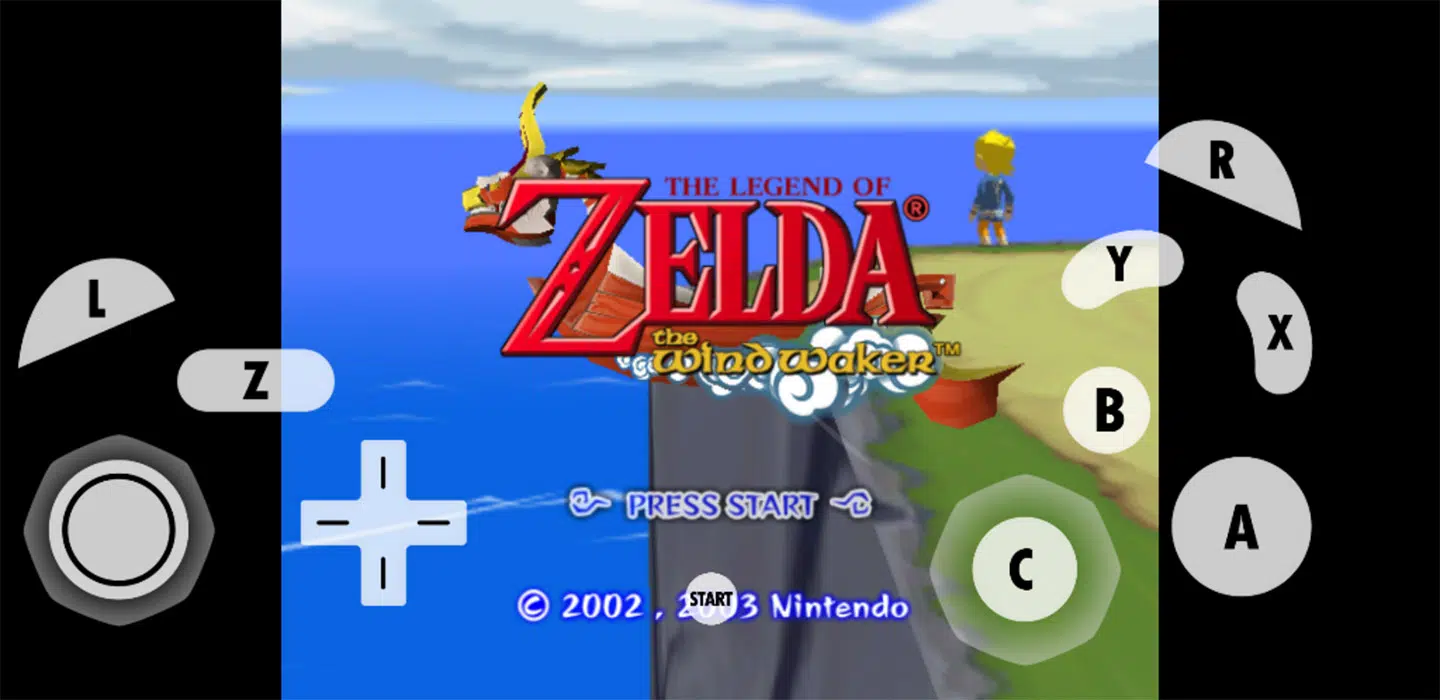 THE LEGEND OF
ZELDA®
the
wind waker™
PRESS START
© 2002, 2003 Nintendo
START
L
Z
R
Y
X
B
A
C